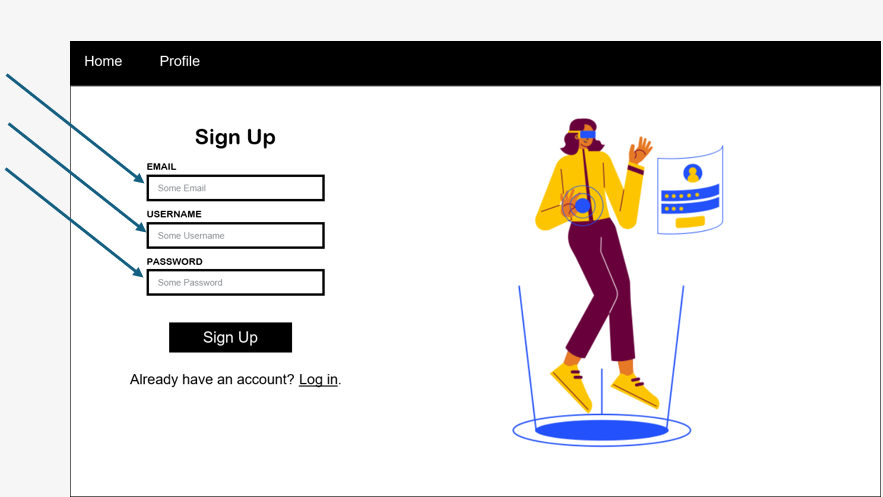 Home Profile
Sign Up
EMAIL
Some Email
USERNAME
Some Username
PASSWORD
Some Password
Sign Up
Already have an account? Log in.